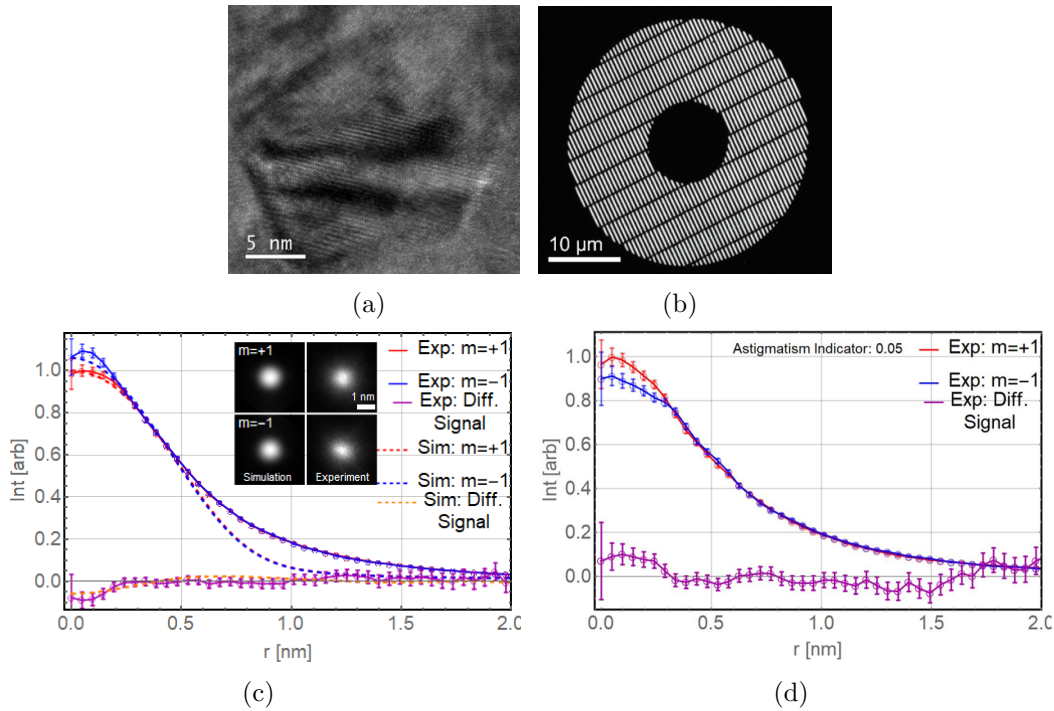 5 nm
10 µm
(a)
(b)
Int [arb]
1.0
0.8
0.6
0.4
0.2
0.0
m=+1
1 nm
m=−1
Simulation
Experiment
Exp: m=+1
Exp: m=−1
Exp: Diff.
Signal
Sim: m=+1
Sim: m=−1
Sim: Diff.
Signal
0.0
0.5
1.0
1.5
2.0
r [nm]
Int [arb]
1.0
0.8
0.6
0.4
0.2
0.0
Astigmatism Indicator: 0.05
Exp: m=+1
Exp: m=−1
Exp: Diff.
Signal
0.0
0.5
1.0
1.5
2.0
r [nm]
(c)
(d)